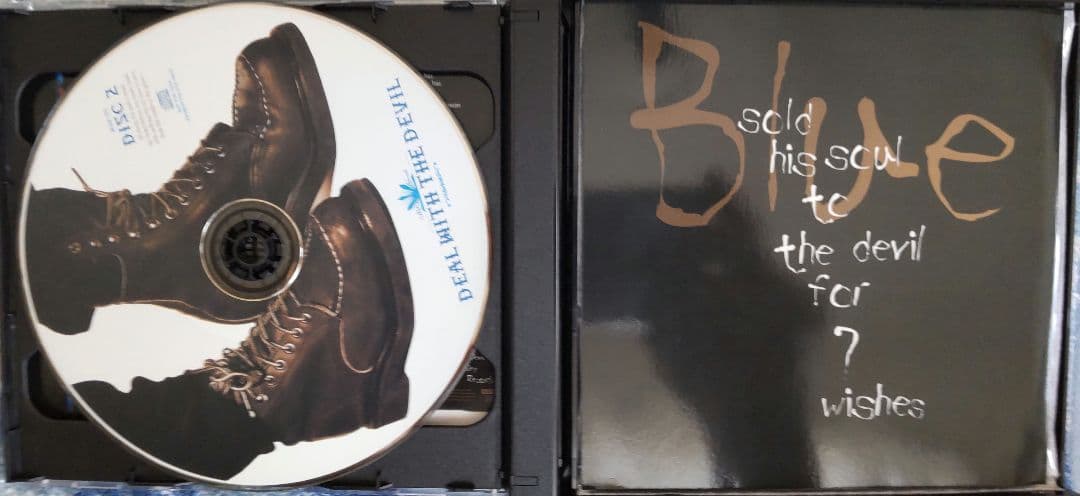 DISC 2
DEAL WITH THE DEVIL
Blue
sold
his soul
to
the devil
for
7
wishes